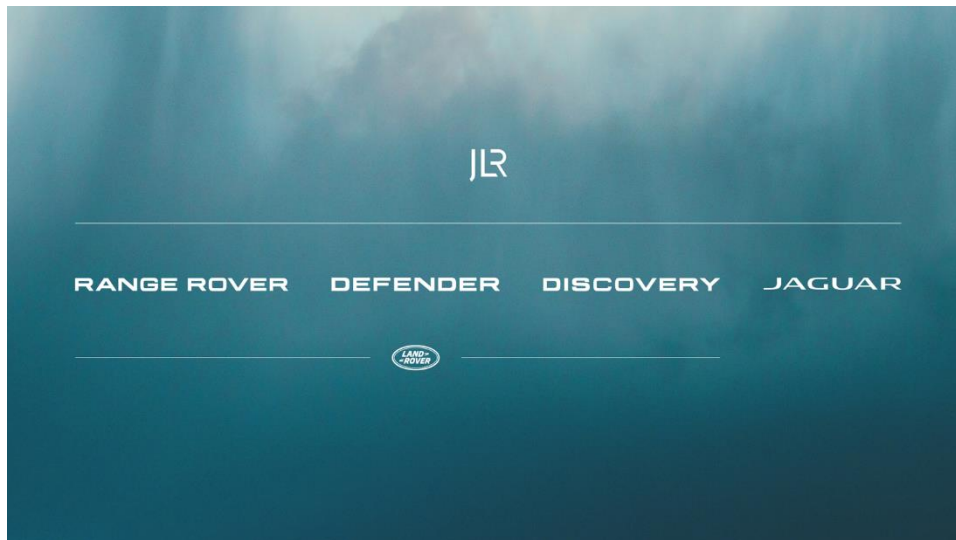 JLR
RANGE ROVER DEFENDER DISCOVERY JAGUAR
LAND-
-ROVER